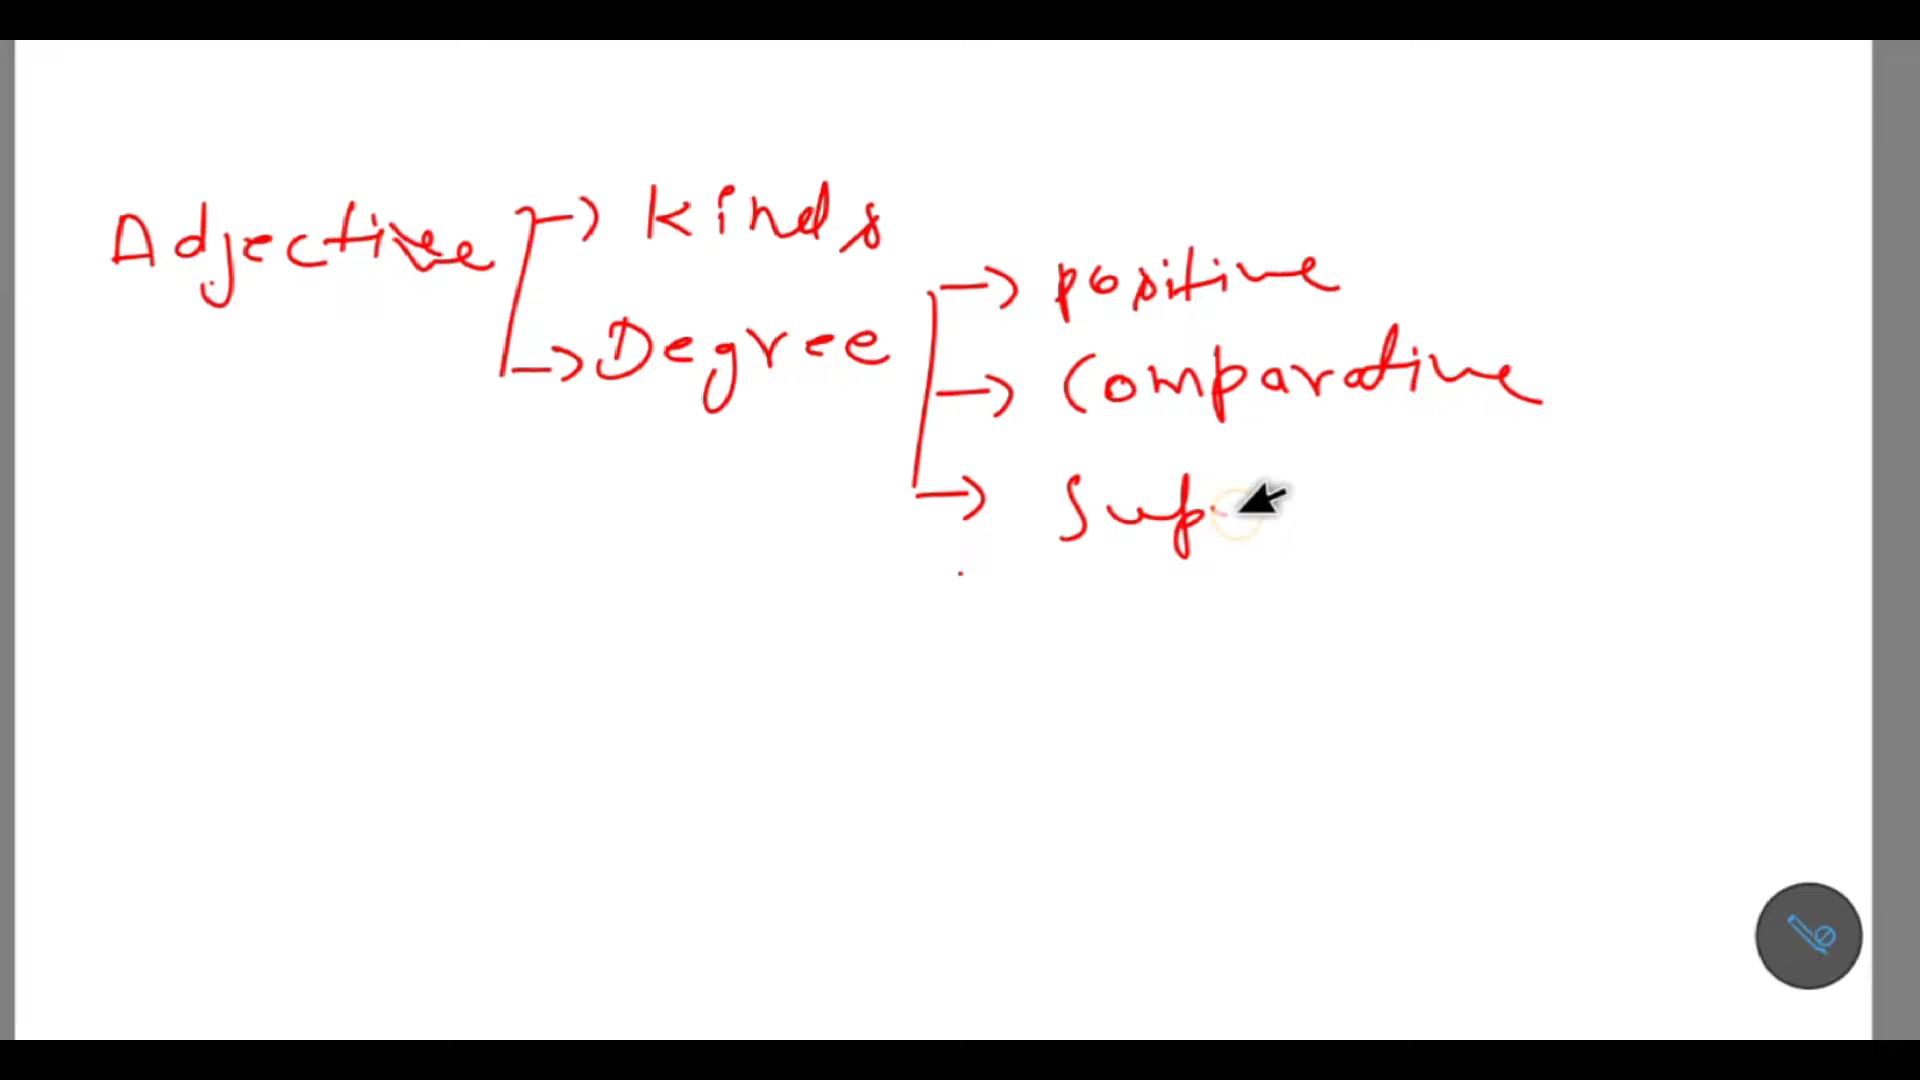 Adjective → Kinds
→ Degree → positive
→ Comparative
→ Sup